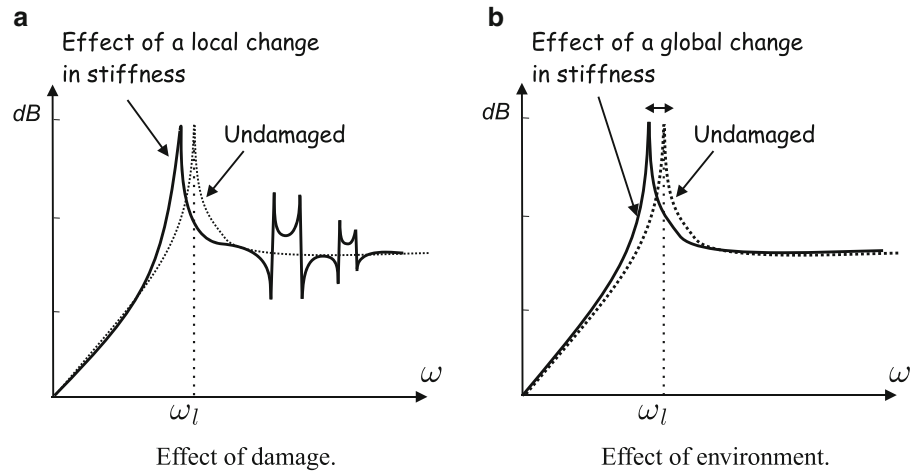 a
Effect of a local change
in stiffness
dB
Undamaged
ω
ω_l
Effect of damage.
b
Effect of a global change
in stiffness
dB
Undamaged
ω
ω_l
Effect of environment.